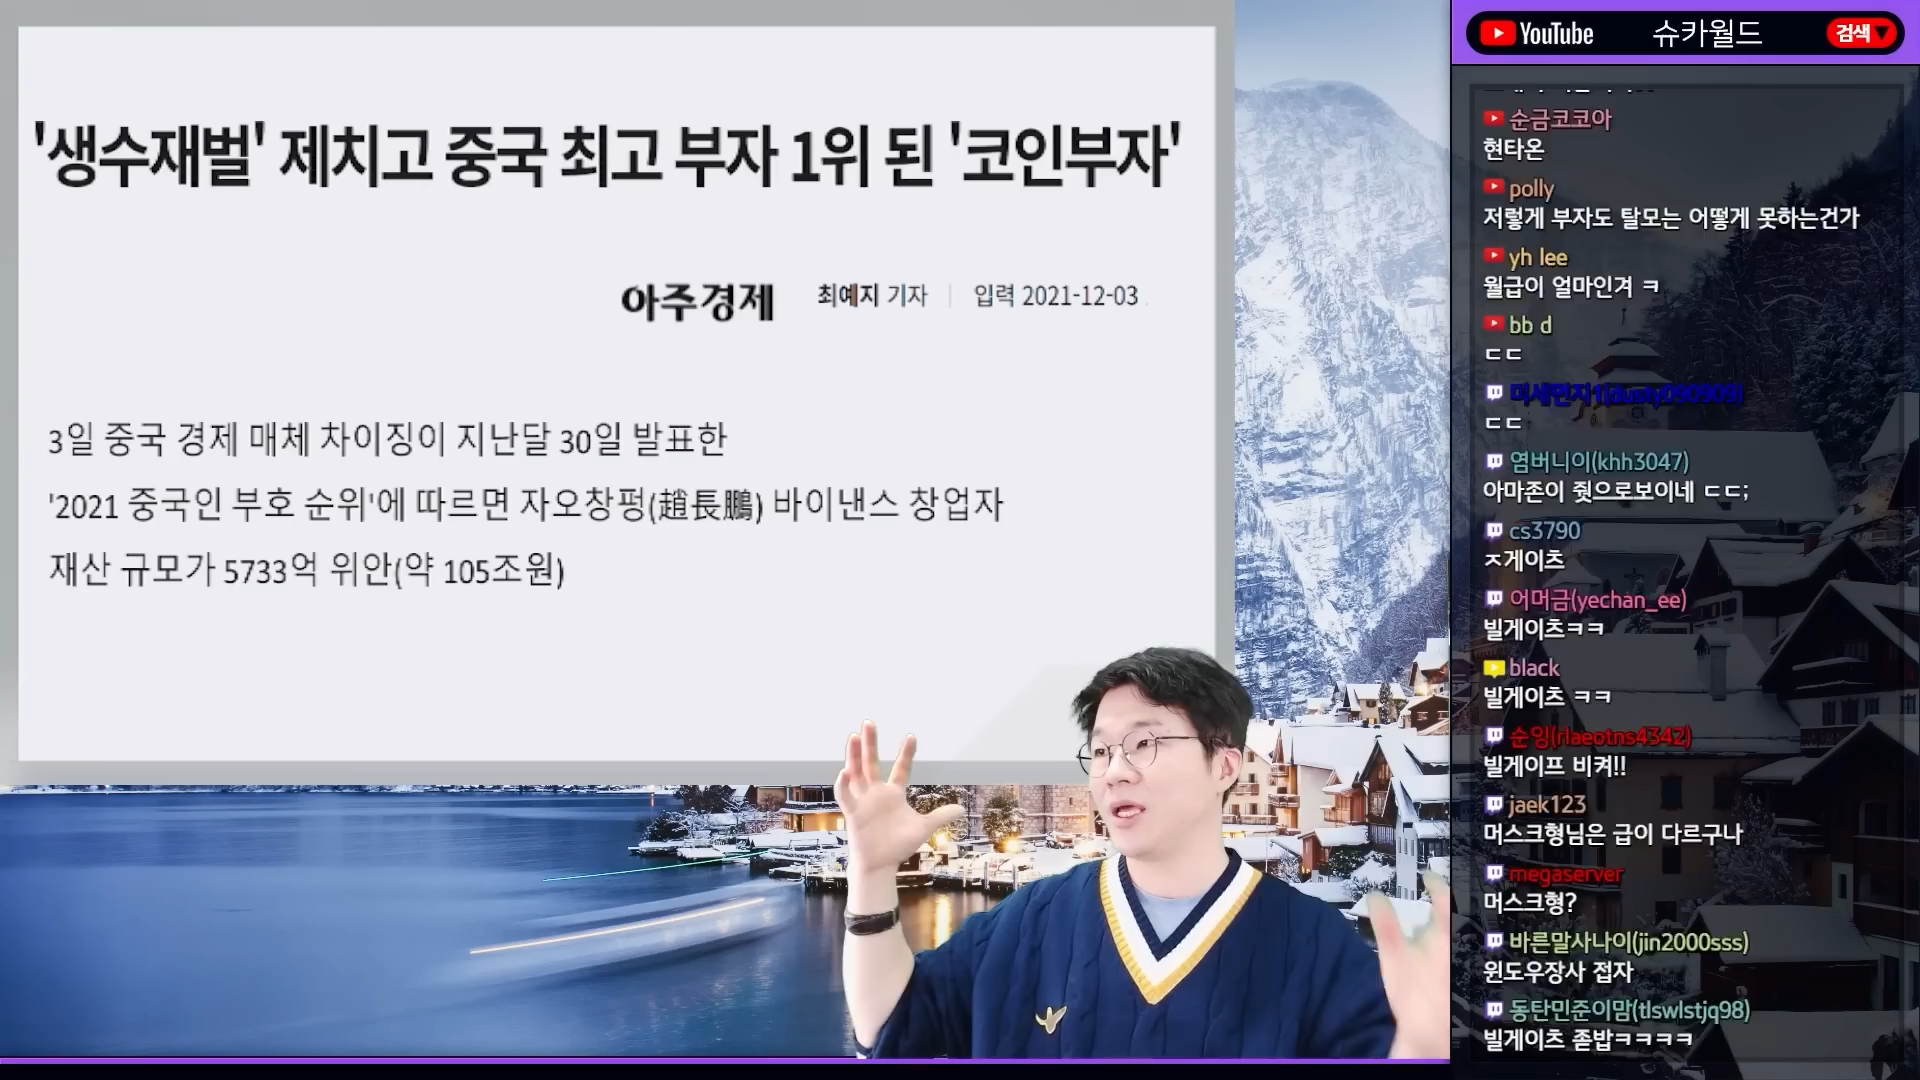 '생수재벌' 제치고 중국 최고 부자 1위 된 '코인부자'
아주경제 최예지 기자 입력 2021-12-03
3일 중국 경제 매체 차이징이 지난달 30일 발표한
'2021 중국인 부호 순위'에 따르면 자오창펑(趙長鵬) 바이낸스 창업자
재산 규모가 5733억 위안(약 105조원)
YouTube 슈카월드 검색▼
순금코코아
현타온
polly
저렇게 부자도 탈모는 어떻게 못하는건가
yh lee
월급이 얼마인겨 ㅋ
bb d
ㄷㄷ
미세먼지1(dusty090909)
ㄷㄷ
염버니이(khh3047)
아마존이 줫으로보이네 ㄷㄷ;
cs3790
ㅈ게이츠
어머금(yechan_ee)
빌게이츠ㅋㅋ
black
빌게이츠 ㅋㅋ
순잉(rlaeotns4342)
빌게이프 비켜!!
jaek123
머스크형님은 급이 다르구나
megaserver
머스크형?
바른말사나이(jin2000sss)
윈도우장사 접자
동탄민준이맘(tlswlstjq98)
빌게이츠 좁밥ㅋㅋㅋㅋ